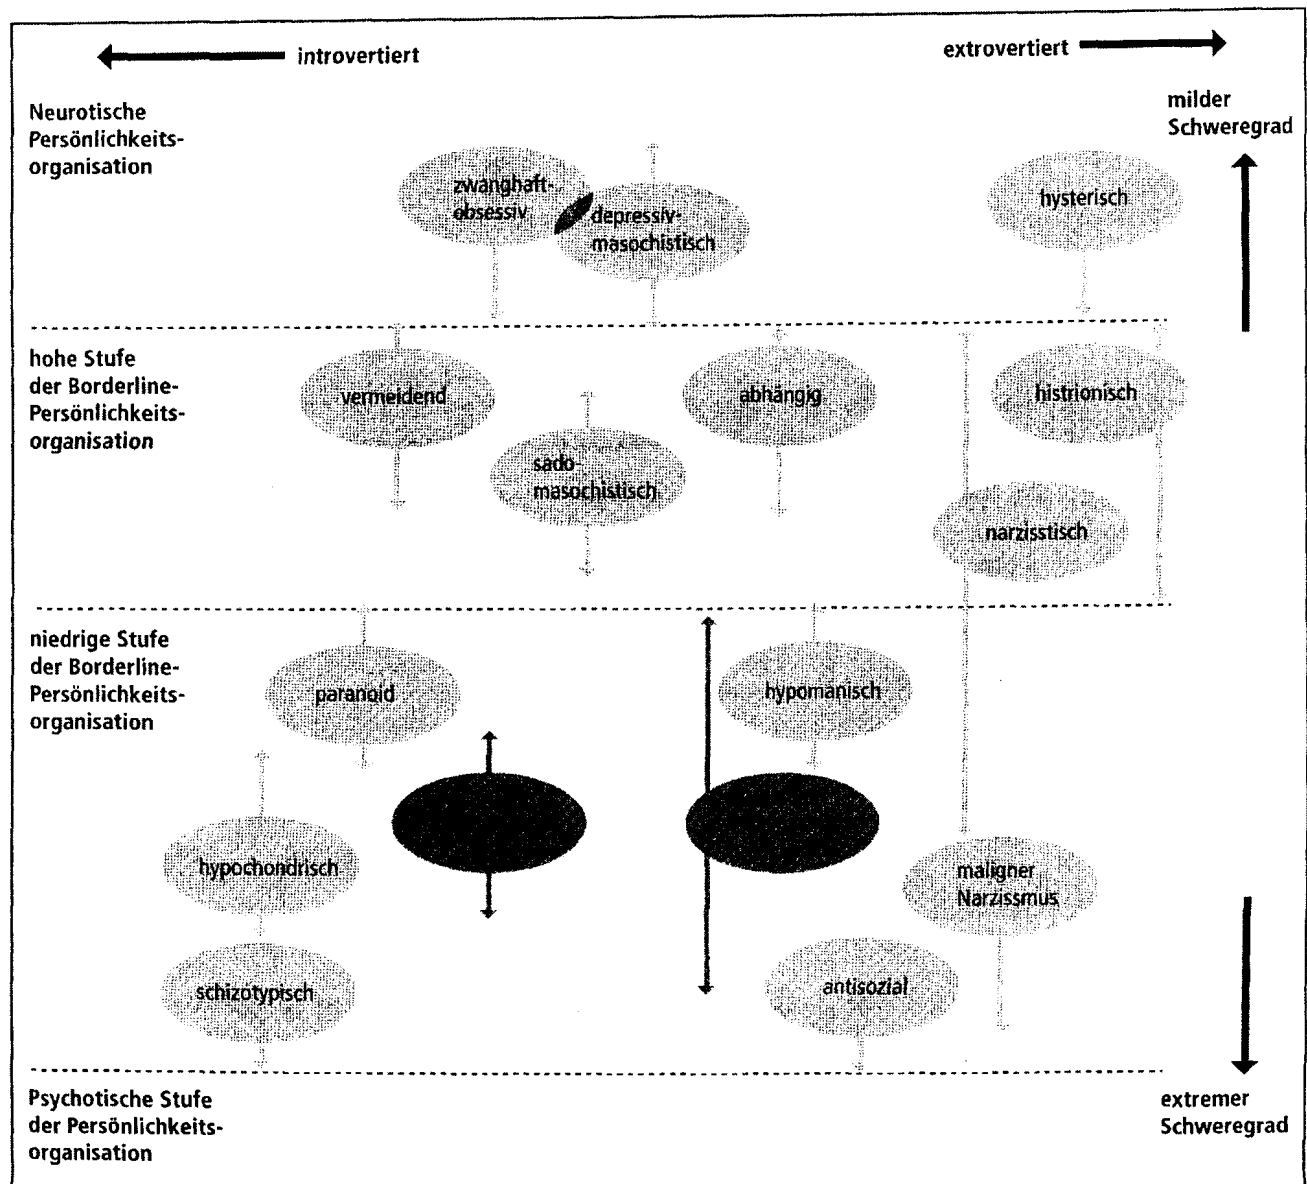 introvertiert
extrovertiert
milder
Schweregrad
Neurotische
Persönlichkeits-
organisation
zwanghaft-
obsessiv
depressiv-
masochistisch
hysterisch
hohe Stufe
der Borderline-
Persönlichkeits-
organisation
vermeidend
abhängig
histrionisch
sado-
masochistisch
narzisstisch
niedrige Stufe
der Borderline-
Persönlichkeits-
organisation
paranoid
hypomanisch
hypochondrisch
maligner
Narzissmus
schizotypisch
antisozial
Psychotische Stufe
der Persönlichkeits-
organisation
extremer
Schweregrad